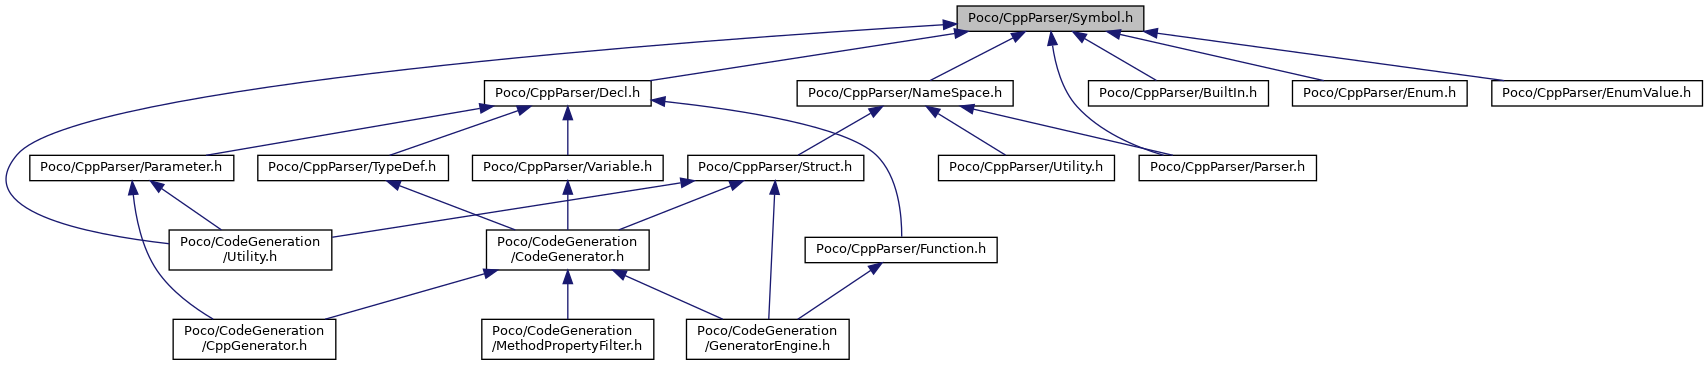 Poco/CppParser/Symbol.h
Poco/CppParser/Decl.h
Poco/CppParser/NameSpace.h
Poco/CppParser/BuiltIn.h
Poco/CppParser/Enum.h
Poco/CppParser/EnumValue.h
Poco/CppParser/Parameter.h
Poco/CppParser/TypeDef.h
Poco/CppParser/Variable.h
Poco/CppParser/Struct.h
Poco/CppParser/Utility.h
Poco/CppParser/Parser.h
Poco/CodeGeneration
/Utility.h
Poco/CodeGeneration
/CodeGenerator.h
Poco/CppParser/Function.h
Poco/CodeGeneration
/CppGenerator.h
Poco/CodeGeneration
/MethodPropertyFilter.h
Poco/CodeGeneration
/GeneratorEngine.h